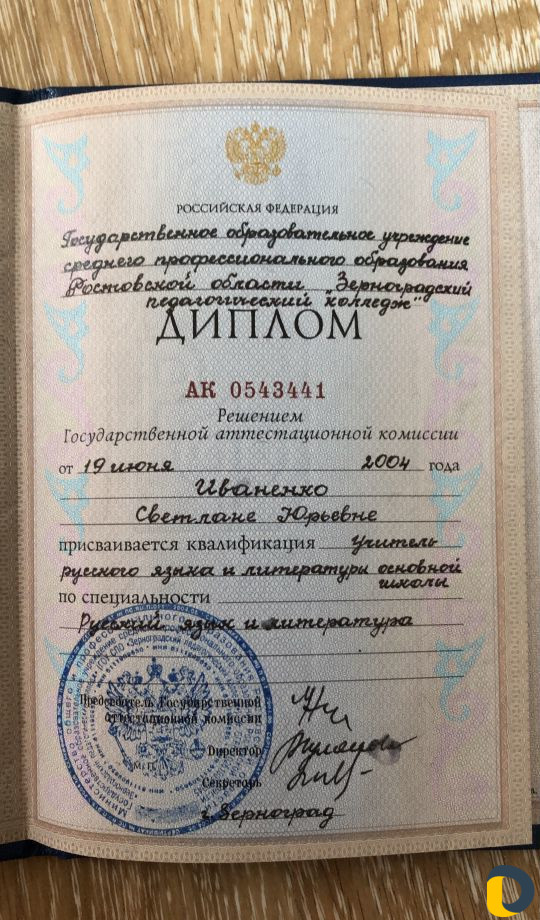 РОССИЙСКАЯ ФЕДЕРАЦИЯ
Государственное образовательное учреждение
среднего профессионального образования
Ростовской области "Зерноградский
педагогический колледж"
ДИПЛОМ
АК 0543441
Решением
Государственной аттестационной комиссии
от 19 июня 2004 года
Иваненко
Светлане Юрьевне
присваивается квалификация учитель
русского языка и литературы основной
школы
по специальности
Русский язык и литература
Председатель Государственной
аттестационной комиссии
Директор
М.П.
Секретарь
г. Зерноград